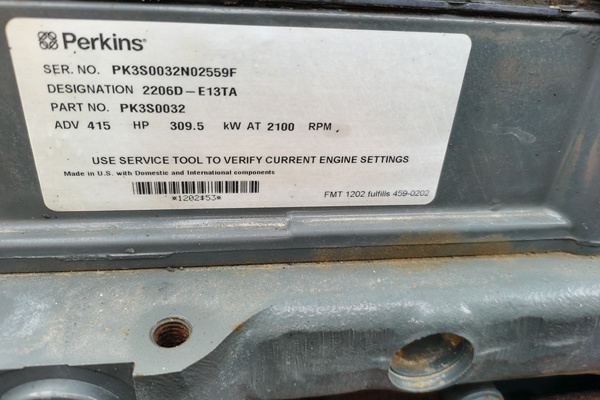 Perkins
SER. NO. PK3S0032N02559F
DESIGNATION 2206D-E13TA
PART NO. PK3S0032
ADV 415 HP 309.5 kW AT 2100 RPM.
USE SERVICE TOOL TO VERIFY CURRENT ENGINE SETTINGS
Made in U.S. with Domestic and International components
*1202#53*
FMT 1202 fulfills 459-0202